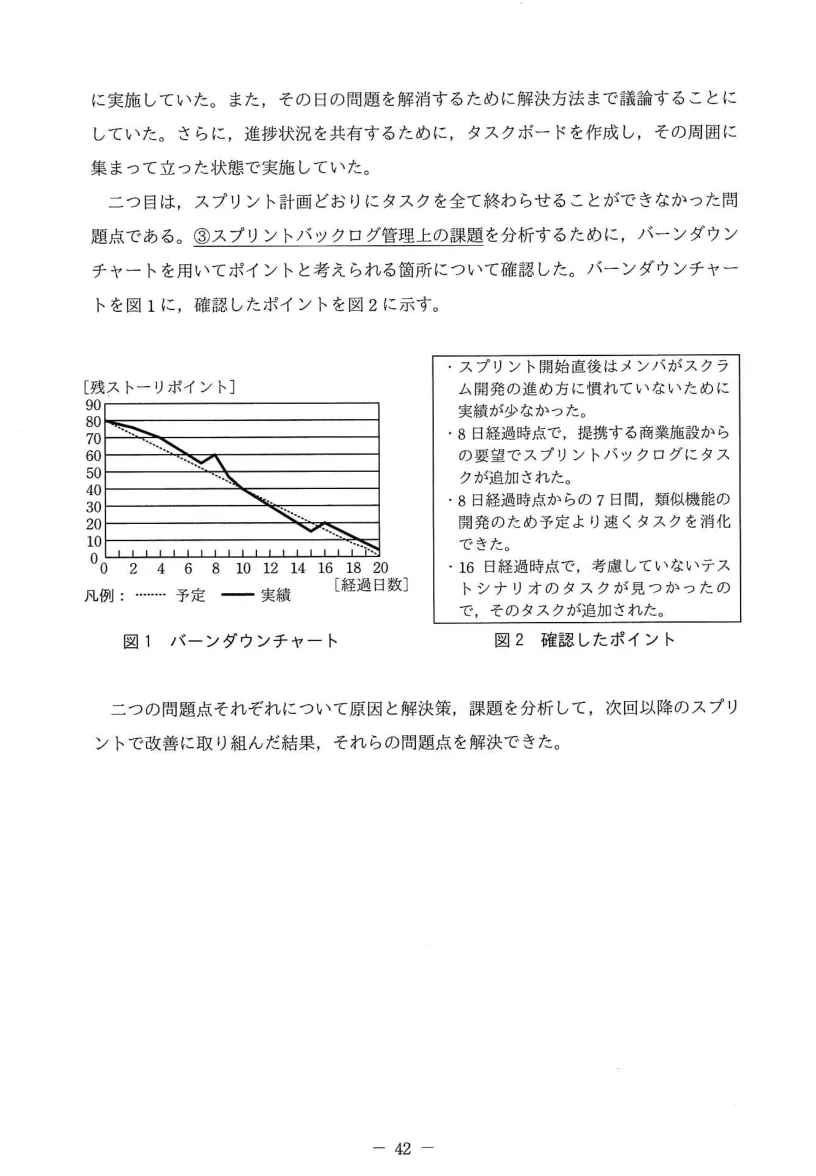 に実施していた。また，その日の問題を解消するために解決方法まで議論することに
していた。さらに，進捗状況を共有するために，タスクボードを作成し，その周囲に
集まって立った状態で実施していた。
二つ目は，スプリント計画どおりにタスクを全て終わらせることができなかった問
題点である。③スプリントバックログ管理上の課題を分析するために，バーンダウン
チャートを用いてポイントと考えられる箇所について確認した。バーンダウンチャー
トを図1に，確認したポイントを図2に示す。
[残ストーリポイント]
90
80
70
60
50
40
30
20
10
0
0 2 4 6 8 10 12 14 16 18 20
[経過日数]
凡例： 予定 実績
図1 バーンダウンチャート
・スプリント開始直後はメンバがスクラ
ム開発の進め方に慣れていないために
実績が少なかった。
・8日経過時点で，提携する商業施設から
の要望でスプリントバックログにタス
クが追加された。
・8日経過時点からの7日間，類似機能の
開発のため予定より速くタスクを消化
できた。
・16 日経過時点で，考慮していないテス
トシナリオのタスクが見つかったの
で，そのタスクが追加された。
図2 確認したポイント
二つの問題点それぞれについて原因と解決策，課題を分析して，次回以降のスプリ
ントで改善に取り組んだ結果，それらの問題点を解決できた。
－ 42 －